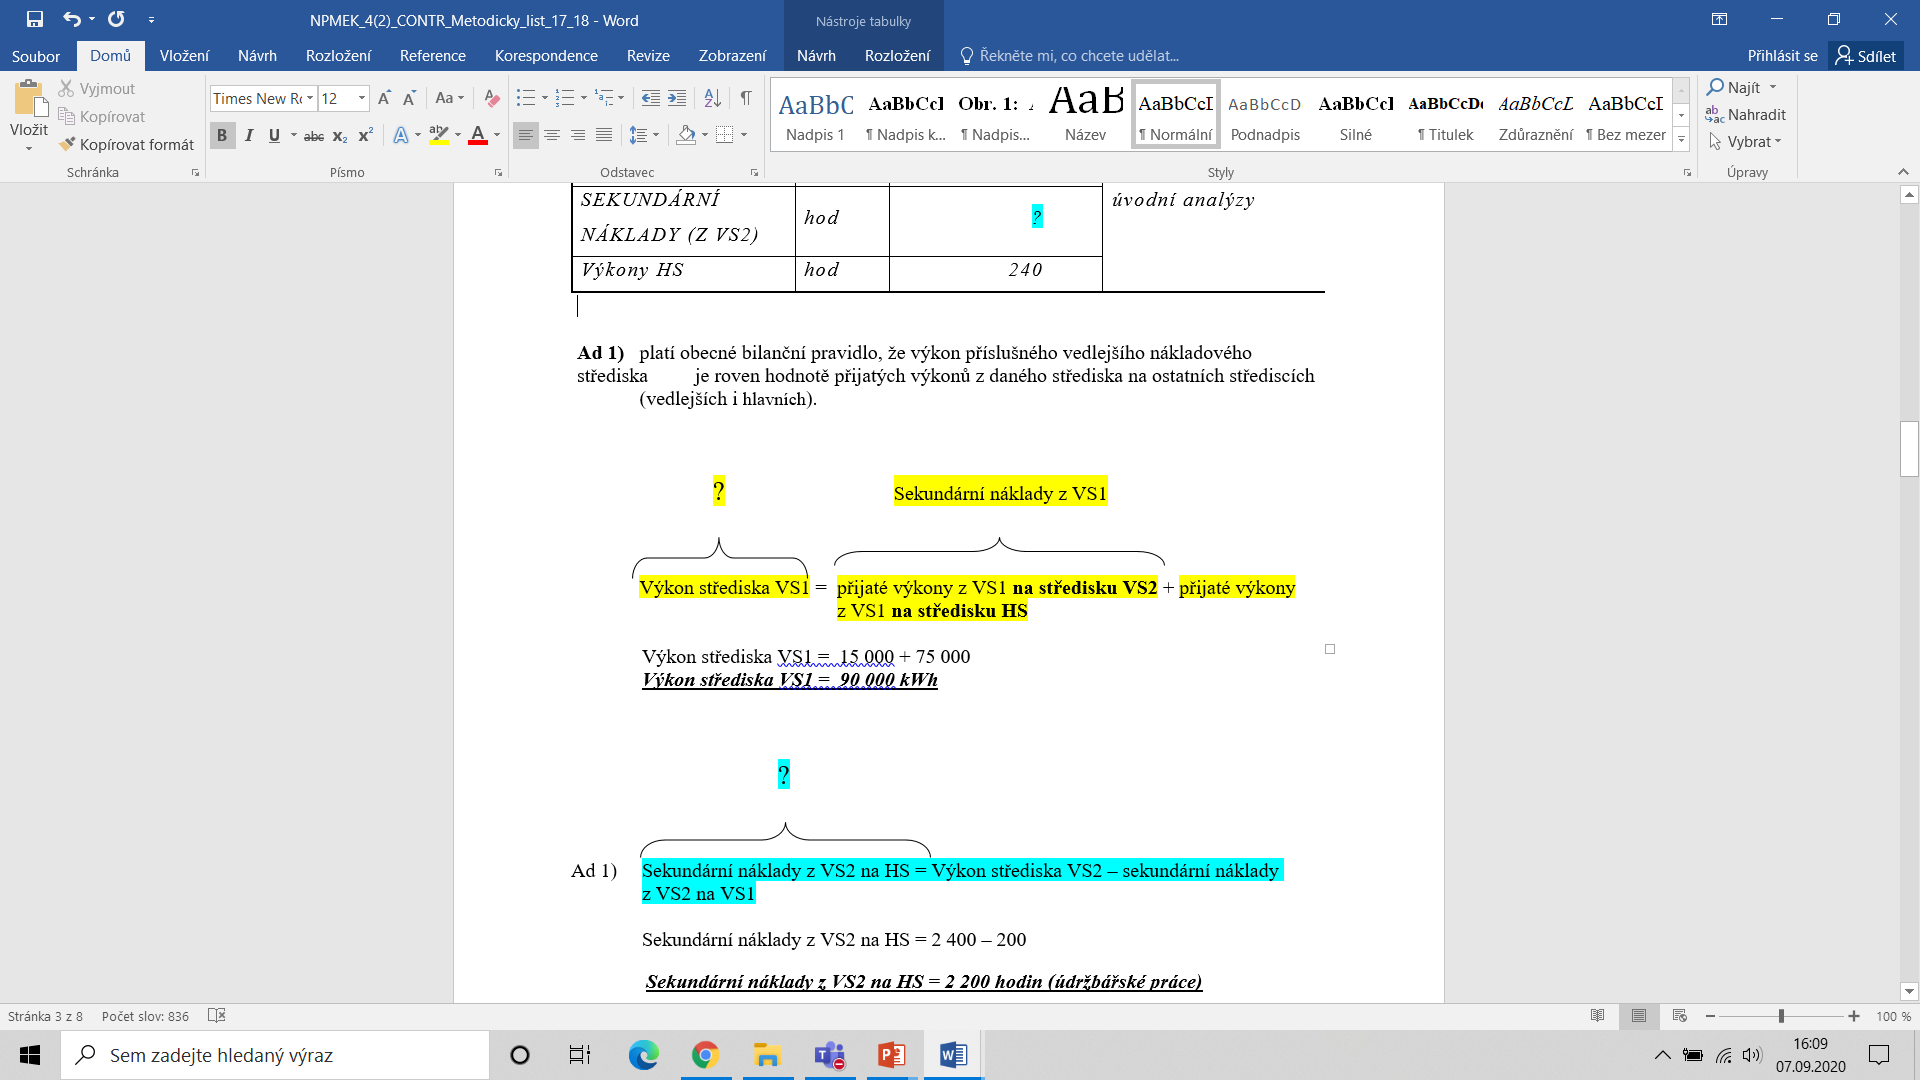 NPMEK_4(2)_CONTR_Metodicky_list_17_18 - Word
Nástroje tabulky
Soubor Domů Vložení Návrh Rozložení Reference Korespondence Revize Zobrazení Návrh Rozložení Řekněte mi, co chcete udělat... Přihlásit se Sdílet
Vložit
Vyjmout
Kopírovat
Kopírovat formát
Schránka
Times New Ro 12
Písmo
Odstavec
AaBbC AaBbCcI Obr. 1: AaB AaBbCcI AaBbCcD AaBbCcI AaBbCcDd AaBbCcL AaBbCcI
Nadpis 1 ¶ Nadpis k... ¶ Nadpis... Název ¶ Normální Podnadpis Silné ¶ Titulek Zdůraznění ¶ Bez mezer
Styly
Najít
Nahradit
Vybrat
Úpravy
SEKUNDÁRNÍ
NÁKLADY (Z VS2) hod ? úvodní analýzy
Výkony HS hod 240
Ad 1) platí obecné bilanční pravidlo, že výkon příslušného vedlejšího nákladového
střediska je roven hodnotě přijatých výkonů z daného střediska na ostatních střediscích
(vedlejších i hlavních).
? Sekundární náklady z VS1
Výkon střediska VS1 = přijaté výkony z VS1 na středisku VS2 + přijaté výkony
z VS1 na středisku HS
Výkon střediska VS1 = 15 000 + 75 000
Výkon střediska VS1 = 90 000 kWh
?
Ad 1) Sekundární náklady z VS2 na HS = Výkon střediska VS2 – sekundární náklady
z VS2 na VS1
Sekundární náklady z VS2 na HS = 2 400 – 200
Sekundární náklady z VS2 na HS = 2 200 hodin (údržbářské práce)
Stránka 3 z 8 Počet slov: 836 100 %
Sem zadejte hledaný výraz
16:09
07.09.2020